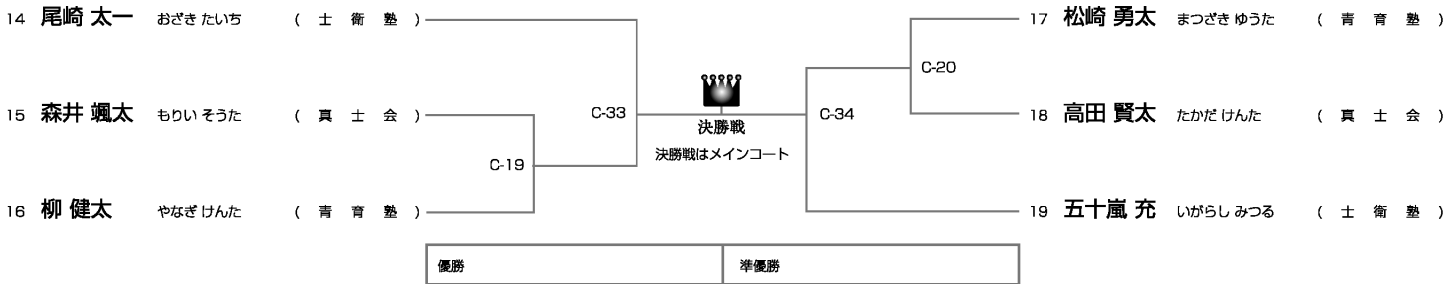 14 尾崎 太一 おざき たいち ( 士 衛 塾 )
15 森井 颯太 もりい そうた ( 真 士 会 )
16 柳 健太 やなぎ けんた ( 青 育 塾 )
C-19
C-33
決勝戦
決勝戦はメインコート
C-34
C-20
17 松崎 勇太 まつざき ゆうた ( 青 育 塾 )
18 高田 賢太 たかだ けんた ( 真 士 会 )
19 五十嵐 充 いがらし みつる ( 士 衛 塾 )
優勝
準優勝